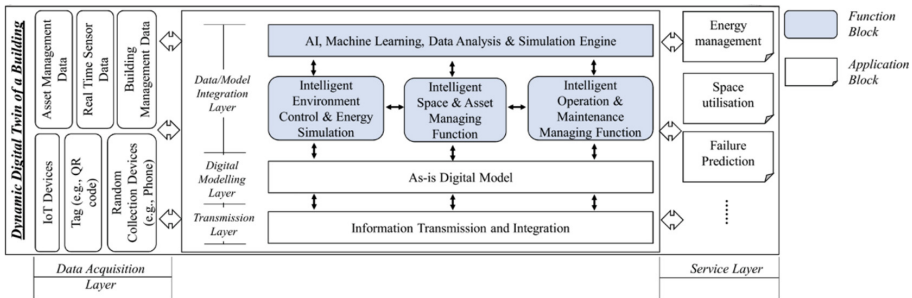 Dynamic Digital Twin of a Building
Asset Management
Data
Real Time Sensor
Data
Building
Management Data
IoT Devices
Tag (e.g., QR
code)
Random
Collection Devices
(e.g., Phone)
Data Acquisition
Layer
Data/Model
Integration
Layer
Digital
Modelling
Layer
Transmission
Layer
AI, Machine Learning, Data Analysis & Simulation Engine
Intelligent
Environment
Control & Energy
Simulation
Intelligent
Space & Asset
Managing
Function
Intelligent
Operation &
Maintenance
Managing Function
As-is Digital Model
Information Transmission and Integration
Energy
management
Space
utilisation
Failure
Prediction
......
Service Layer
Function
Block
Application
Block